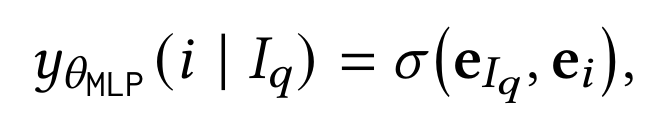 y_{θ_{MLP}}(i | I_q) = σ(e_{I_q}, e_i),